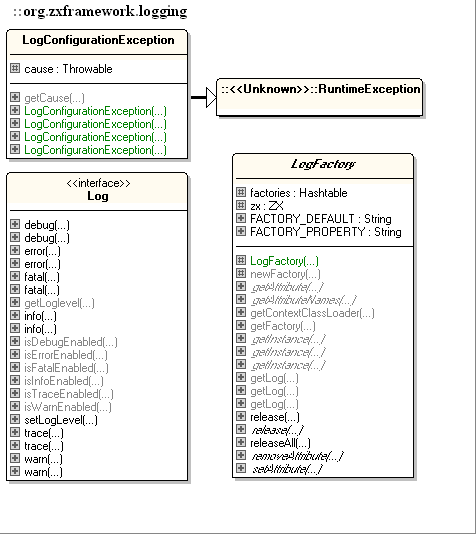 ::org.zxframework.logging
LogConfigurationException
cause : Throwable
getCause(...)
LogConfigurationException(...)
LogConfigurationException(...)
LogConfigurationException(...)
LogConfigurationException(...)
::<<Unknown>>::RuntimeException
<<interface>>
Log
debug(...)
debug(...)
error(...)
error(...)
fatal(...)
fatal(...)
getLoglevel(...)
info(...)
info(...)
isDebugEnabled(...)
isErrorEnabled(...)
isFatalEnabled(...)
isInfoEnabled(...)
isTraceEnabled(...)
isWarnEnabled(...)
setLogLevel(...)
trace(...)
trace(...)
warn(...)
warn(...)
LogFactory
factories : Hashtable
zx : ZX
FACTORY_DEFAULT : String
FACTORY_PROPERTY : String
LogFactory(...)
newFactory(...)
getAttribute(...)
getAttributeNames(...)
getContextClassLoader(...)
getFactory(...)
getInstance(...)
getInstance(...)
getInstance(...)
getLog(...)
getLog(...)
getLog(...)
release(...)
release(...)
releaseAll(...)
removeAttribute(...)
setAttribute(...)